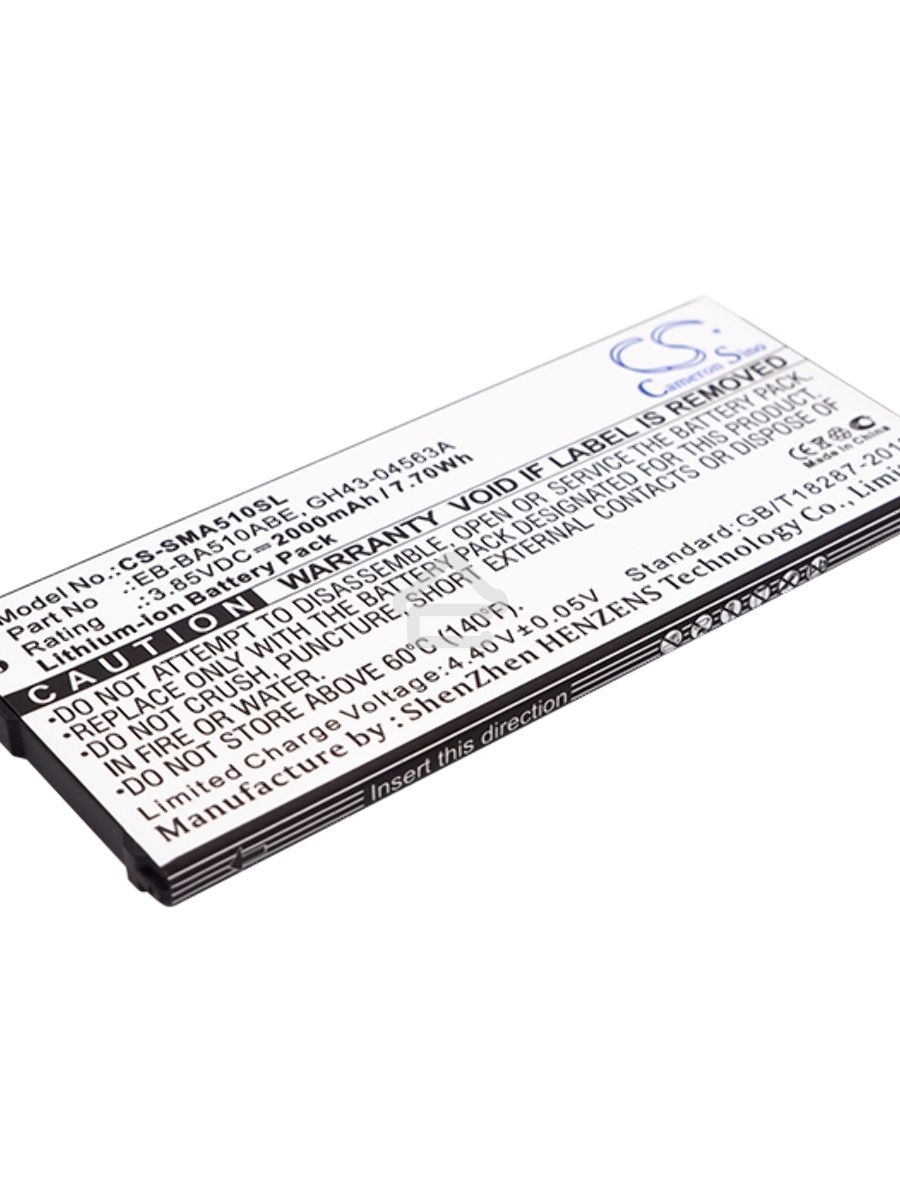 CS
Cameron Sino
Model No.:CS-SMA510SL
Part No :EB-BA510ABE, GH43-04563A
Rating :3.85VDC 2000mAh / 7.70Wh
Lithium-ion Battery Pack
CAUTION WARRANTY VOID IF LABEL IS REMOVED
•DO NOT ATTEMPT TO DISASSEMBLE, OPEN OR SERVICE THE BATTERY PACK.
•REPLACE ONLY WITH THE BATTERY DESIGNATED FOR THIS PRODUCT.
•DO NOT CRUSH, PUNCTURE, SHORT CIRCUIT, OR DISPOSE OF
IN FIRE OR WATER.
•DO NOT STORE ABOVE 60°C (140°F).
CE
Made In China
Limited Charge Voltage:4.40V±0.05V Standard:GB/T18287-201
Manufacture by : ShenZhen HENZENS Technology Co., Limi
Insert this direction